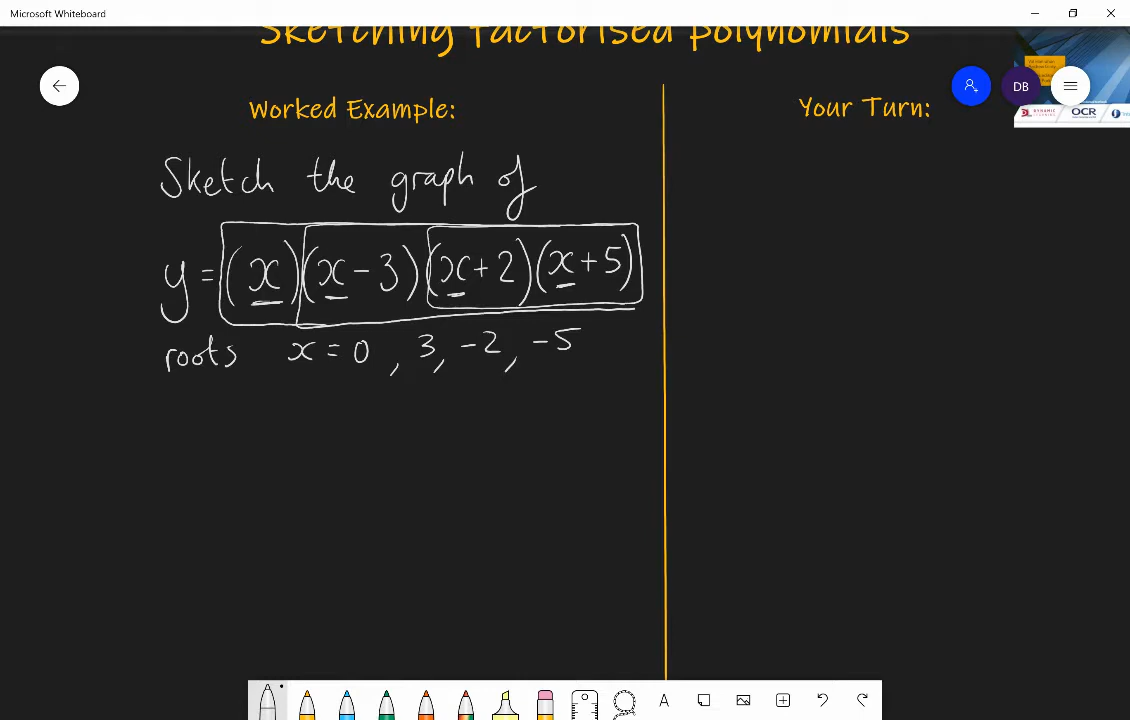 Microsoft Whiteboard
Sketching factorised polynomials
Worked Example:
Sketch the graph of
y = (x)(x - 3)(x + 2)(x + 5)
roots x = 0 , 3, -2, -5
Your Turn:
DB
OCR
A